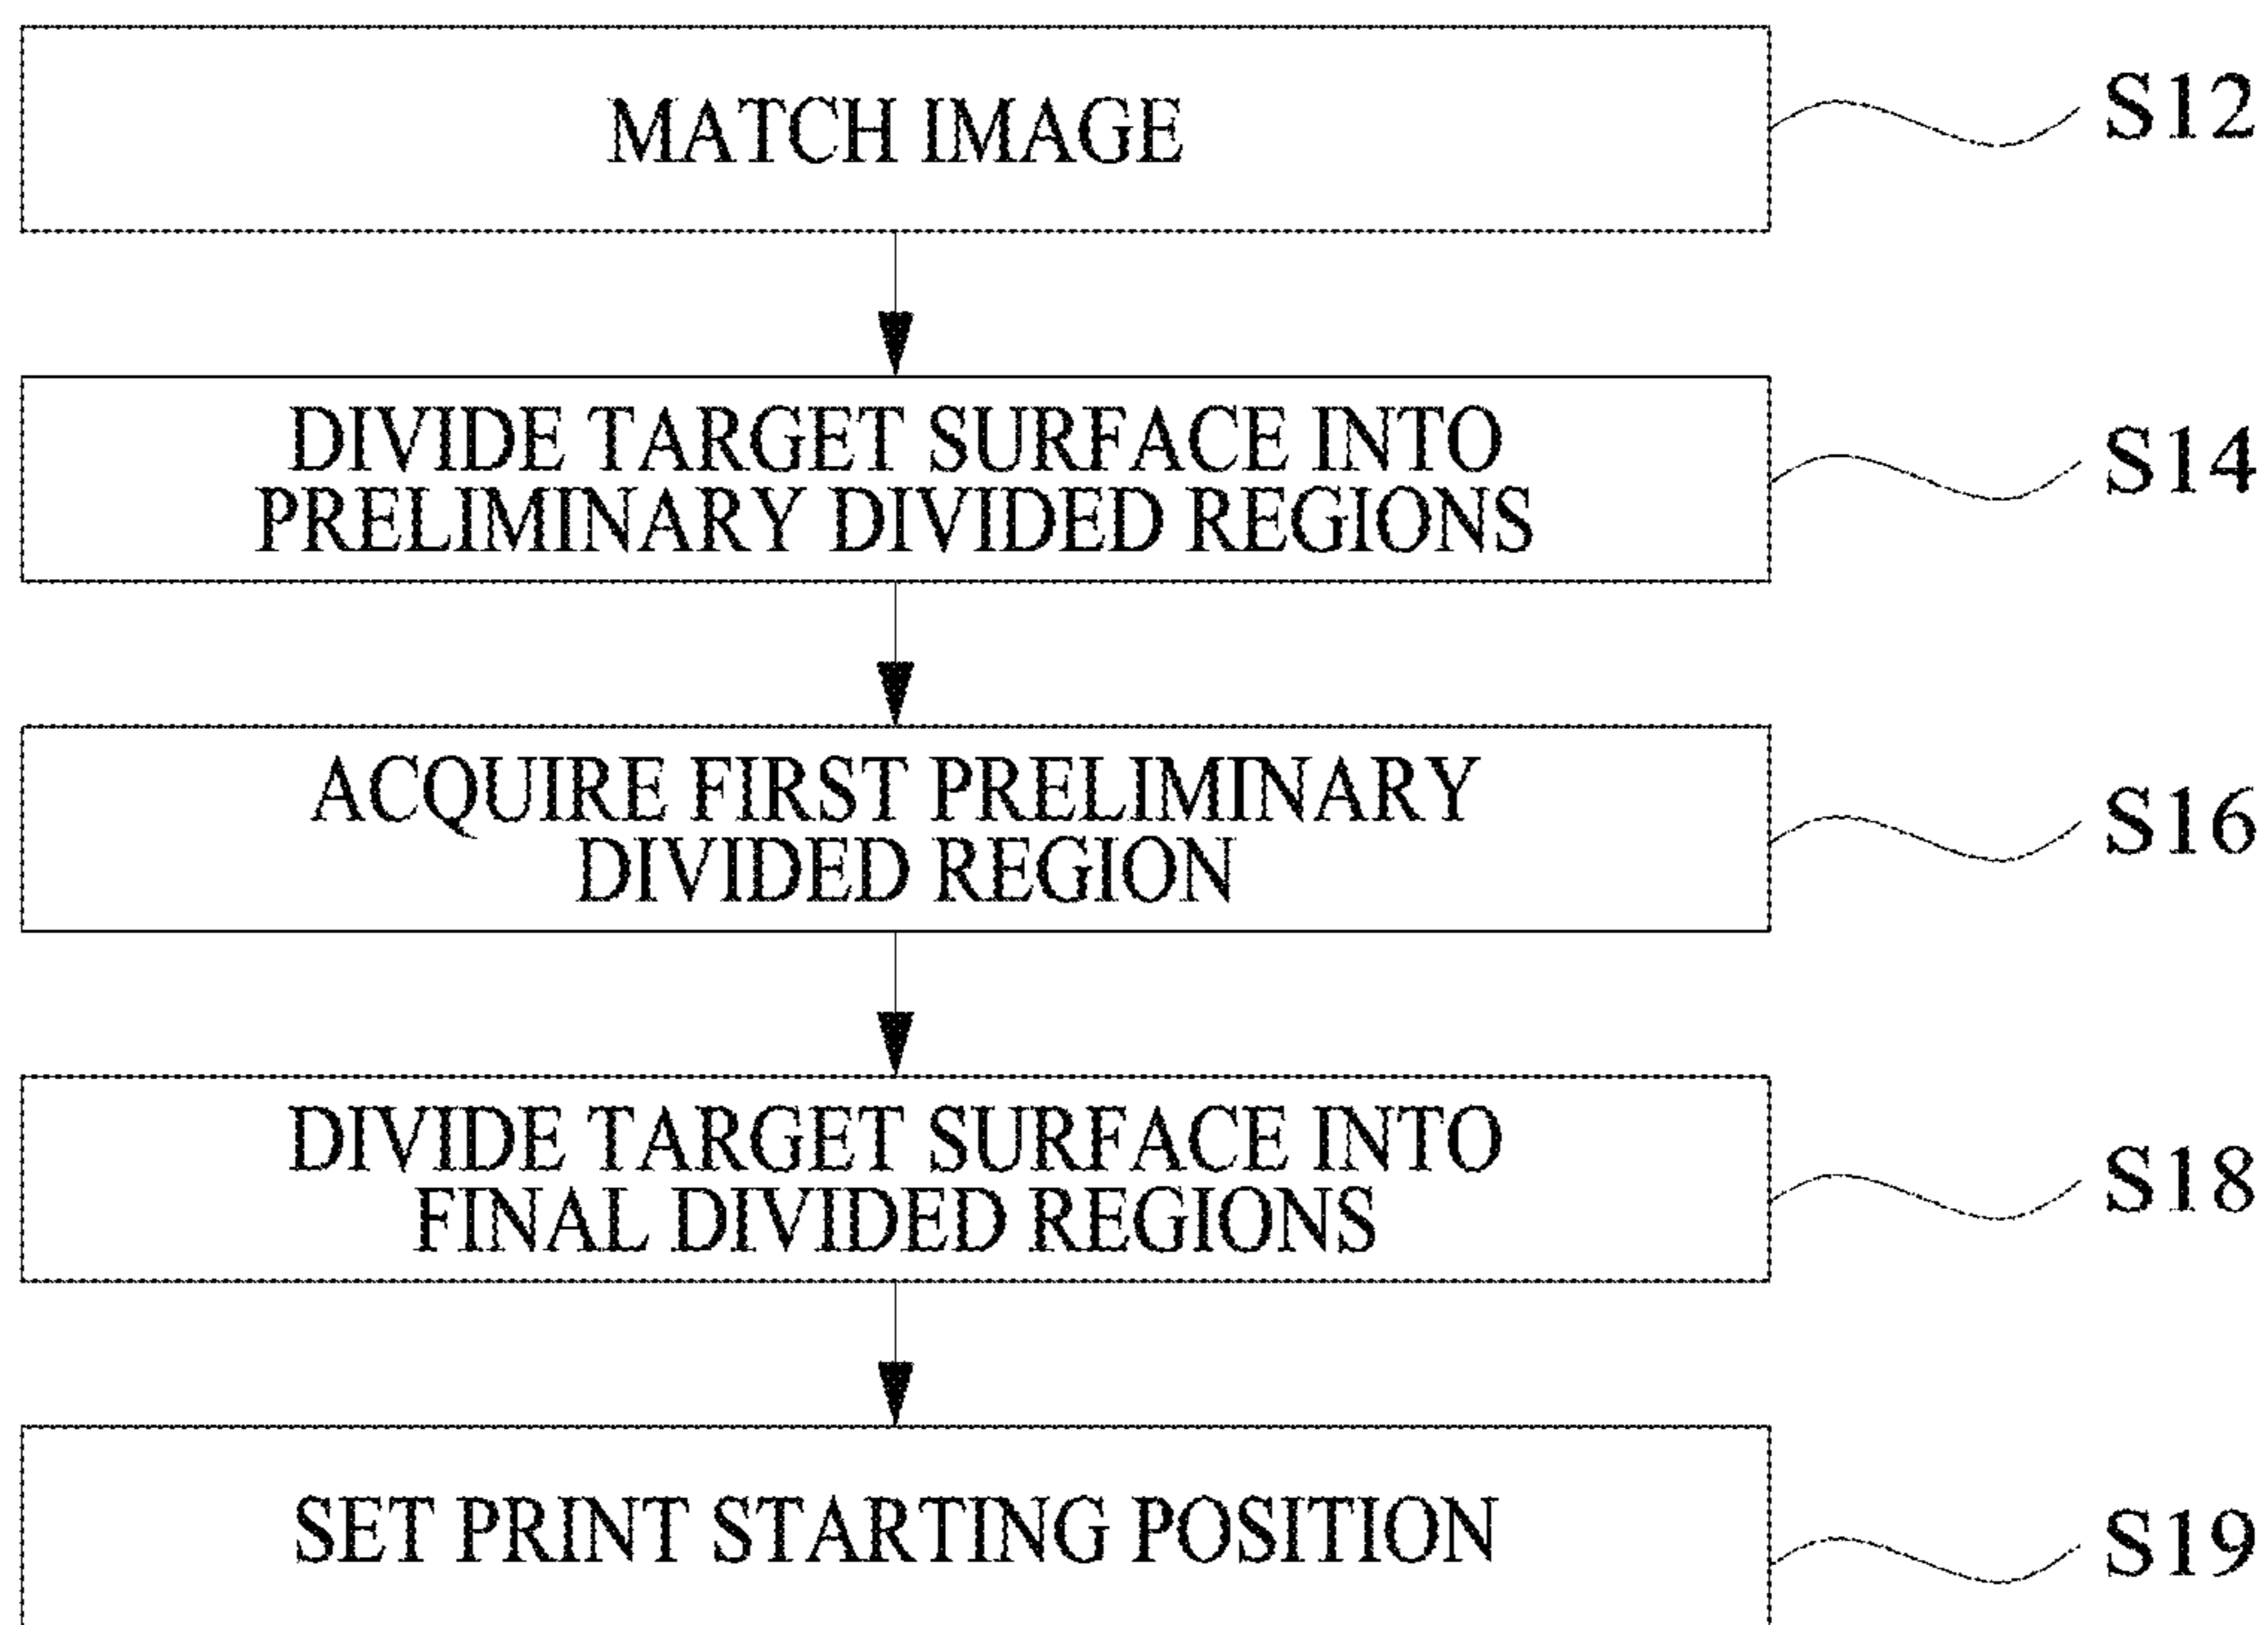 MATCH IMAGE
S12
DIVIDE TARGET SURFACE INTO
PRELIMINARY DIVIDED REGIONS
S14
ACQUIRE FIRST PRELIMINARY
DIVIDED REGION
S16
DIVIDE TARGET SURFACE INTO
FINAL DIVIDED REGIONS
S18
SET PRINT STARTING POSITION
S19